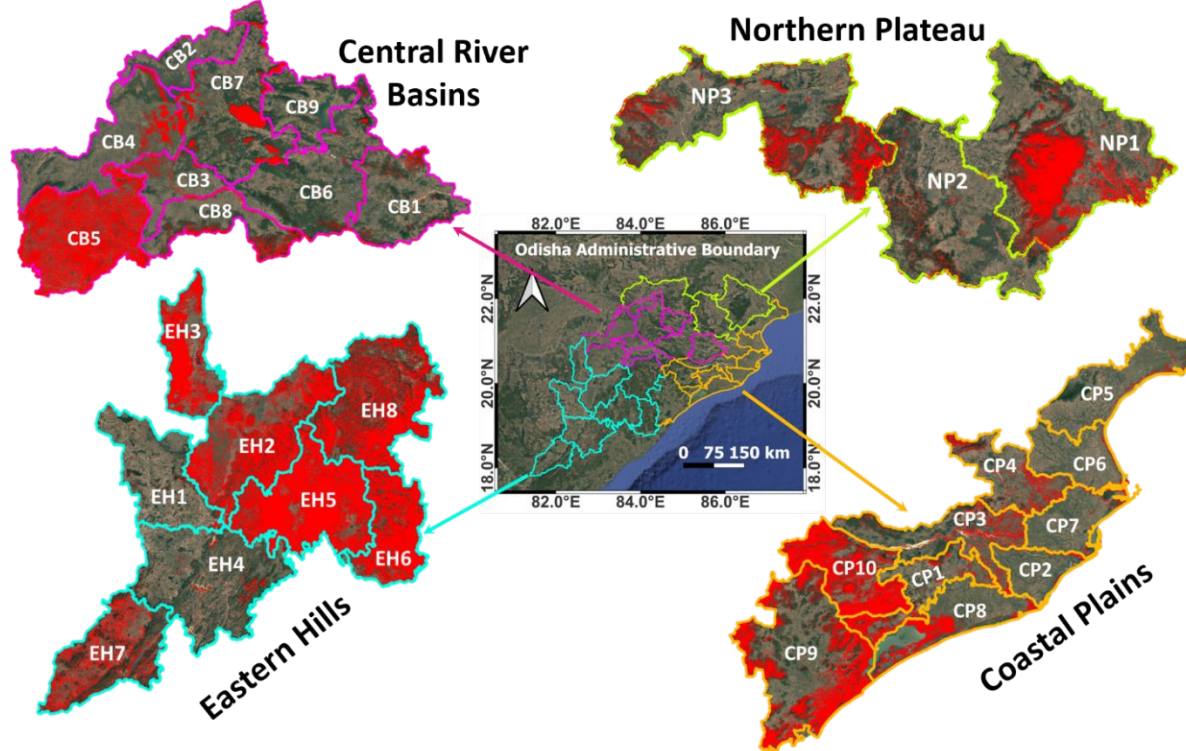 Central River
Basins
CB2
CB7
CB9
CB4
CB3
CB6
CB1
CB8
CB5
Northern Plateau
NP3
NP1
NP2
82.0°E 84.0°E 86.0°E
Odisha Administrative Boundary
22.0°N
20.0°N
18.0°N
22.0°N
20.0°N
18.0°N
0 75 150 km
82.0°E 84.0°E 86.0°E
EH3
EH8
EH2
EH1
EH5
EH6
EH4
EH7
Eastern Hills
CP5
CP4
CP6
CP3
CP7
CP10
CP1
CP2
CP8
CP9
Coastal Plains